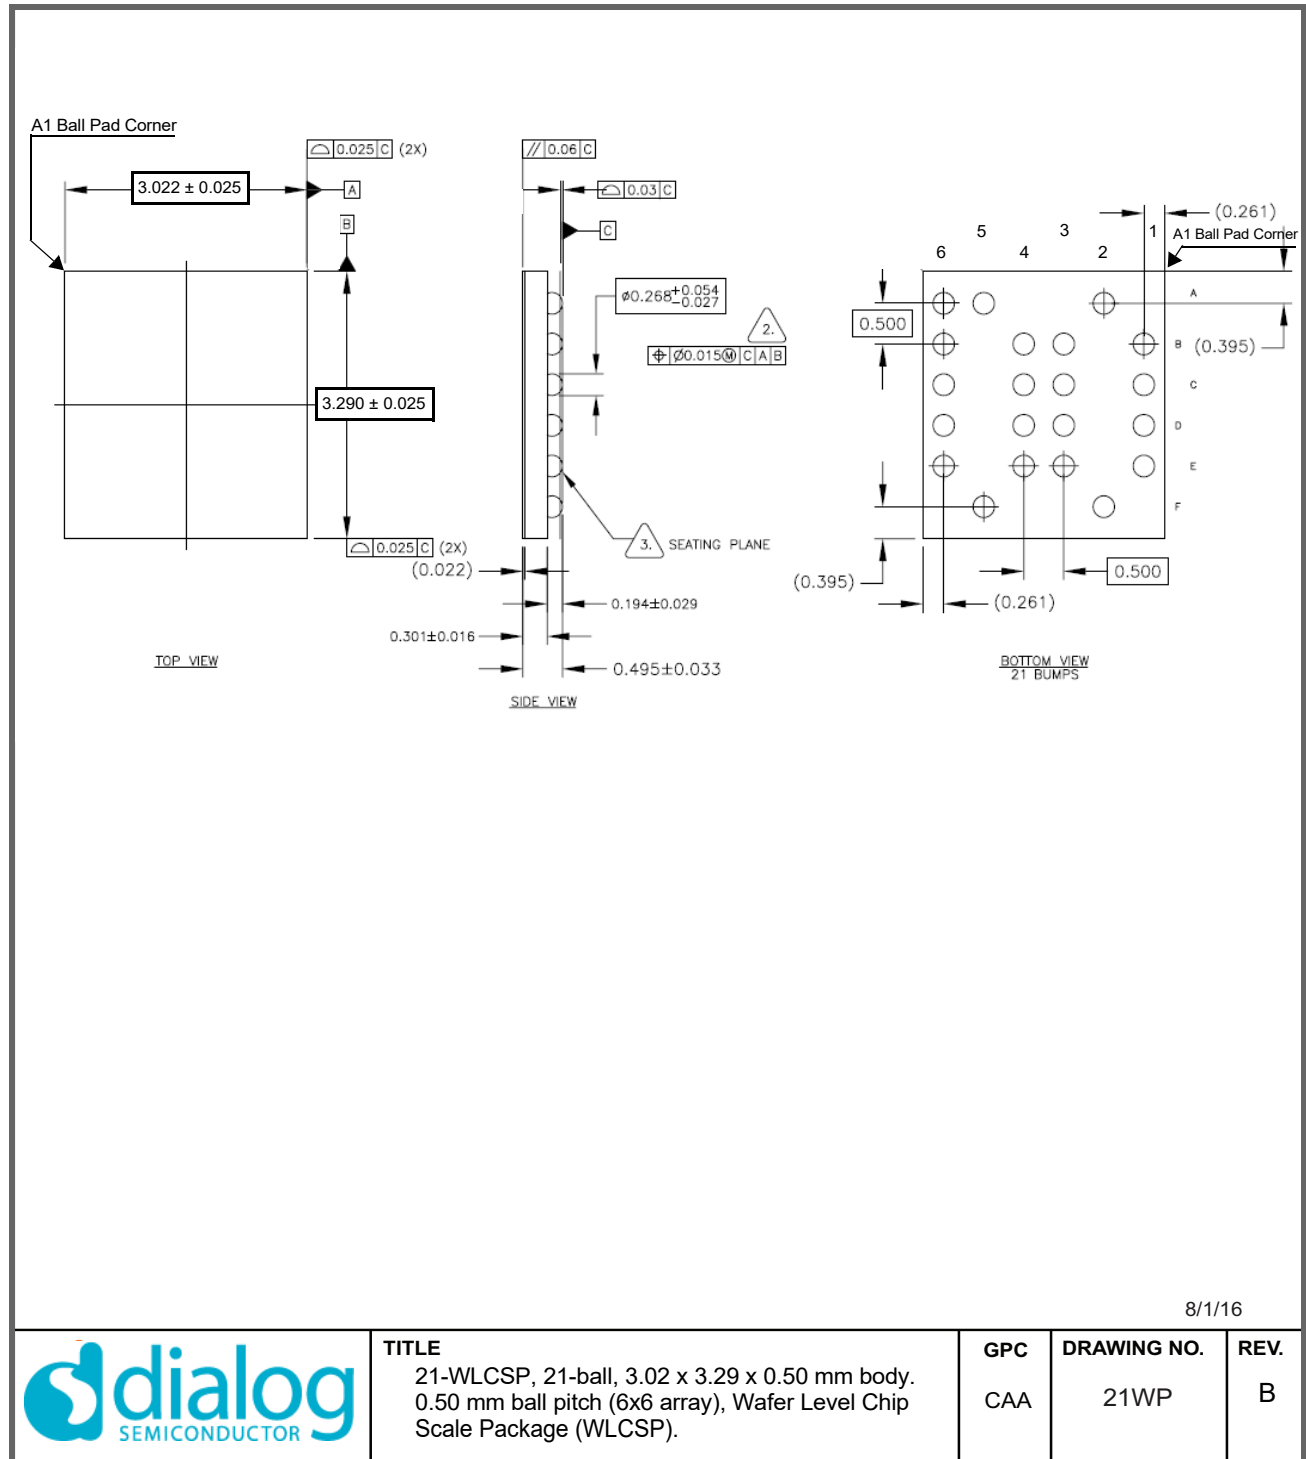 A1 Ball Pad Corner
0.025 C (2X)
3.022 ± 0.025
A
B
3.290 ± 0.025
0.025 C (2X)
TOP VIEW
// 0.06 C
0.03 C
C
ø0.268 +0.054 -0.027
2.
⌖ Ø0.015Ⓜ C A B
3. SEATING PLANE
(0.022)
0.194±0.029
0.301±0.016
0.495±0.033
SIDE VIEW
(0.261)
A1 Ball Pad Corner
6 5 4 3 2 1
A
B
C
D
E
F
0.500
(0.395)
(0.395)
0.500
(0.261)
BOTTOM VIEW
21 BUMPS
8/1/16
dialog
SEMICONDUCTOR
TITLE
21-WLCSP, 21-ball, 3.02 x 3.29 x 0.50 mm body.
0.50 mm ball pitch (6x6 array), Wafer Level Chip
Scale Package (WLCSP).
GPC
CAA
DRAWING NO.
21WP
REV.
B